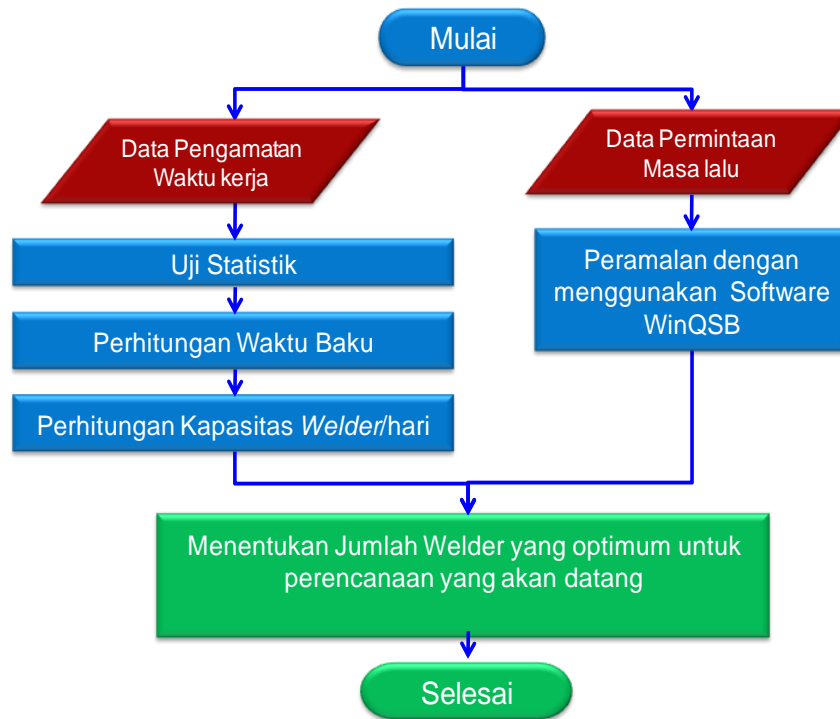 Mulai
Data Pengamatan
Waktu kerja
Data Permintaan
Masa lalu
Uji Statistik
Perhitungan Waktu Baku
Perhitungan Kapasitas Welder/hari
Peramalan dengan
menggunakan Software
WinQSB
Menentukan Jumlah Welder yang optimum untuk
perencanaan yang akan datang
Selesai